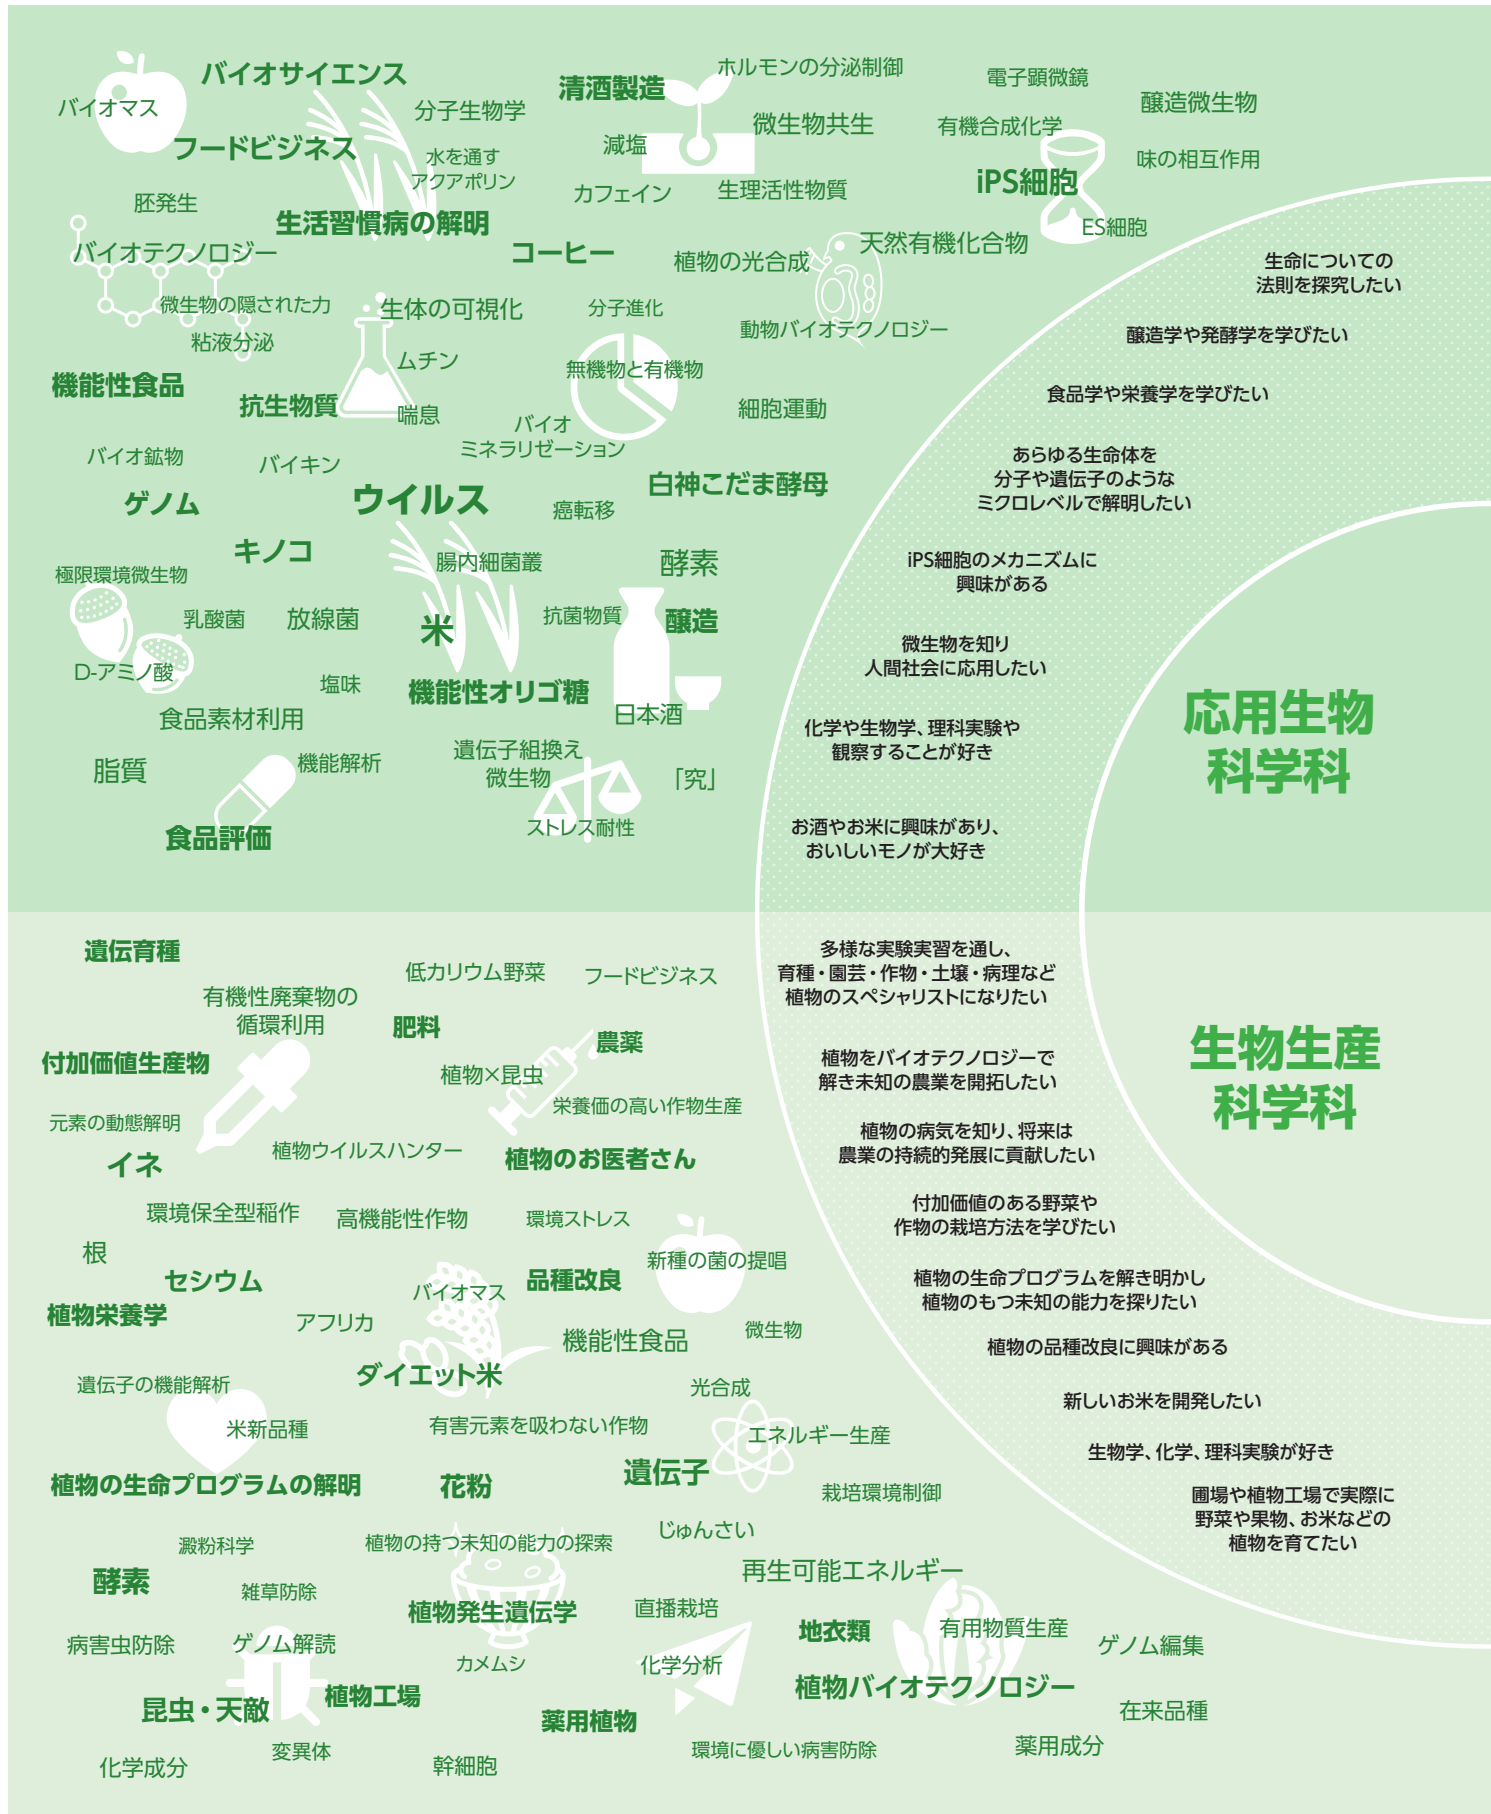 バイオサイエンス
バイオマス
フードビジネス
分子生物学
清酒製造
ホルモンの分泌制御
電子顕微鏡
醸造微生物
減塩
微生物共生
有機合成化学
水を通す
アクアポリン
味の相互作用
カフェイン
生理活性物質
iPS細胞
胚発生
生活習慣病の解明
ES細胞
バイオテクノロジー
コーヒー
植物の光合成
天然有機化合物
微生物の隠された力
生体の可視化
分子進化
動物バイオテクノロジー
粘液分泌
ムチン
無機物と有機物
機能性食品
抗生物質
喘息
バイオ
ミネラリゼーション
細胞運動
バイオ鉱物
バイキン
ゲノム
ウイルス
癌転移
白神こだま酵母
キノコ
腸内細菌叢
酵素
極限環境微生物
乳酸菌
放線菌
米
抗菌物質
醸造
D-アミノ酸
塩味
機能性オリゴ糖
日本酒
食品素材利用
脂質
機能解析
遺伝子組換え
微生物
「究」
食品評価
ストレス耐性
生命についての
法則を探究したい
醸造学や発酵学を学びたい
食品学や栄養学を学びたい
あらゆる生命体を
分子や遺伝子のような
ミクロレベルで解明したい
iPS細胞のメカニズムに
興味がある
微生物を知り
人間社会に応用したい
化学や生物学、理科実験や
観察することが好き
お酒やお米に興味があり、
おいしいモノが大好き
応用生物
科学科
遺伝育種
低カリウム野菜
フードビジネス
有機性廃棄物の
循環利用
肥料
農薬
付加価値生産物
植物×昆虫
栄養価の高い作物生産
元素の動態解明
イネ
植物ウイルスハンター
植物のお医者さん
環境保全型稲作
高機能性作物
環境ストレス
根
セシウム
新種の菌の提唱
バイオマス
品種改良
植物栄養学
アフリカ
機能性食品
微生物
ダイエット米
遺伝子の機能解析
光合成
米新品種
有害元素を吸わない作物
エネルギー生産
植物の生命プログラムの解明
花粉
遺伝子
栽培環境制御
澱粉科学
植物の持つ未知の能力の探索
じゅんさい
酵素
雑草防除
再生可能エネルギー
植物発生遺伝学
直播栽培
病害虫防除
ゲノム解読
地衣類
有用物質生産
ゲノム編集
カメムシ
化学分析
昆虫・天敵
植物工場
薬用植物
植物バイオテクノロジー
在来品種
化学成分
変異体
幹細胞
環境に優しい病害防除
薬用成分
多様な実験実習を通し、
育種・園芸・作物・土壌・病理など
植物のスペシャリストになりたい
植物をバイオテクノロジーで
解き未知の農業を開拓したい
植物の病気を知り、将来は
農業の持続的発展に貢献したい
付加価値のある野菜や
作物の栽培方法を学びたい
植物の生命プログラムを解き明かし
植物のもつ未知の能力を探りたい
植物の品種改良に興味がある
新しいお米を開発したい
生物学、化学、理科実験が好き
圃場や植物工場で実際に
野菜や果物、お米などの
植物を育てたい
生物生産
科学科